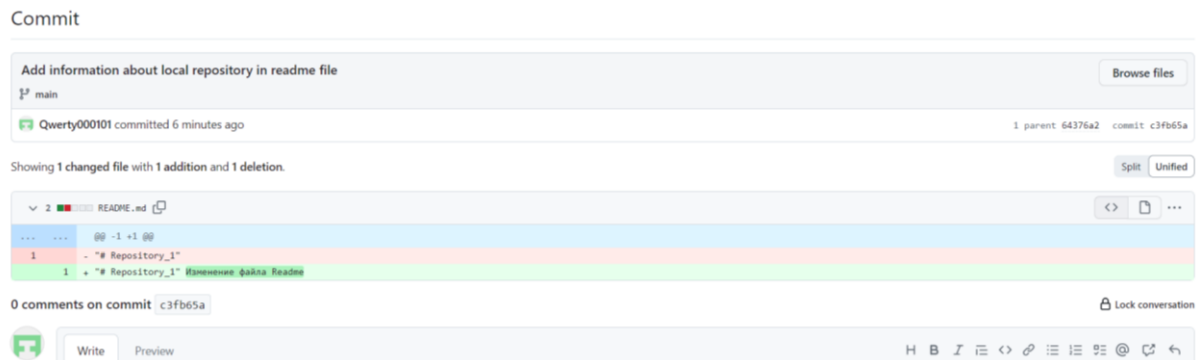 Commit
Add information about local repository in readme file
Browse files
main
Qwerty000101 committed 6 minutes ago
1 parent 64376a2 commit c3fb65a
Showing 1 changed file with 1 addition and 1 deletion.
Split Unified
2 README.md
... ... @@ -1 +1 @@
1 - "# Repository_1"
1 + "# Repository_1" Изменение файла Readme
0 comments on commit c3fb65a
Lock conversation
Write Preview